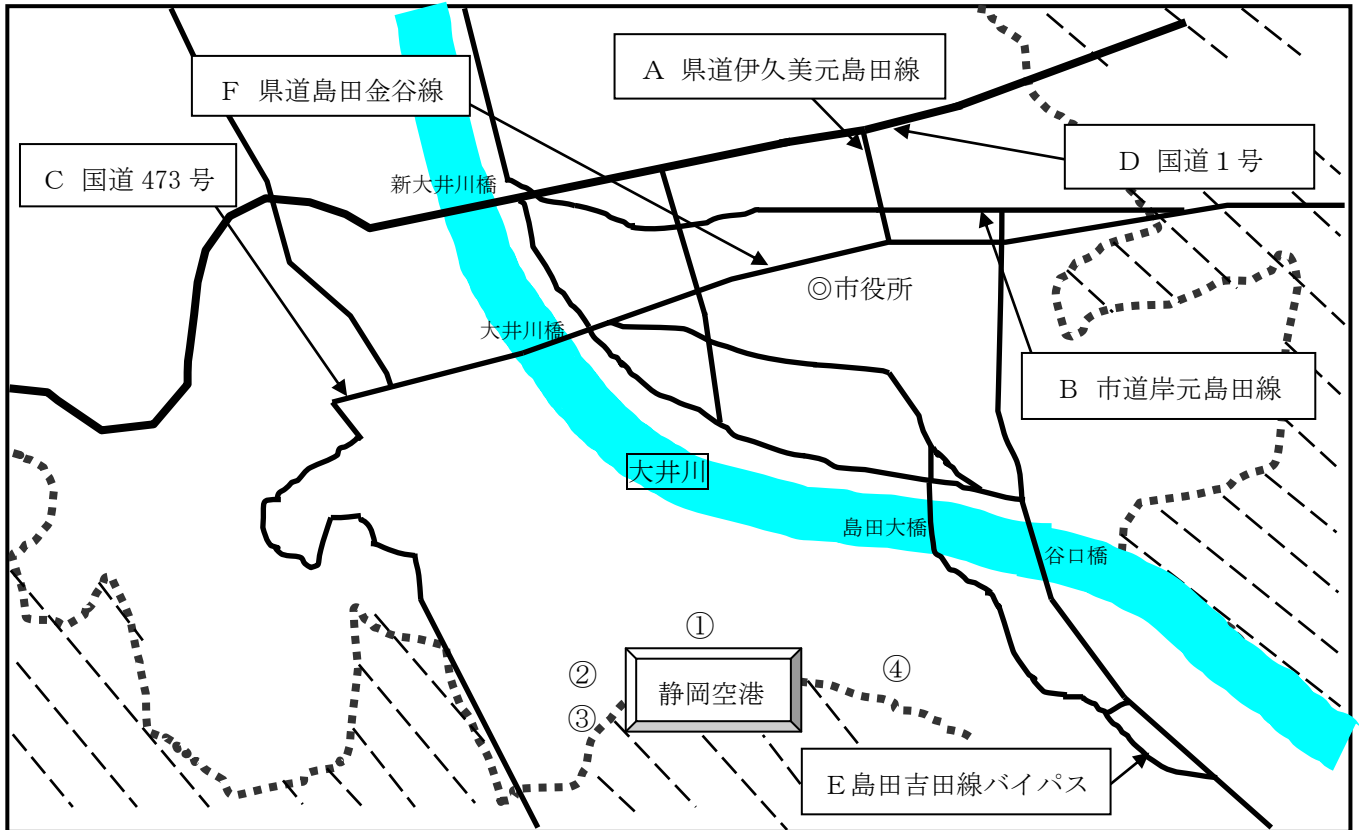 A 県道伊久美元島田線
F 県道島田金谷線
D 国道１号
C 国道 473 号
新大井川橋
◎市役所
大井川橋
B 市道岸元島田線
大井川
島田大橋
谷口橋
①
②
静岡空港
④
③
E島田吉田線バイパス